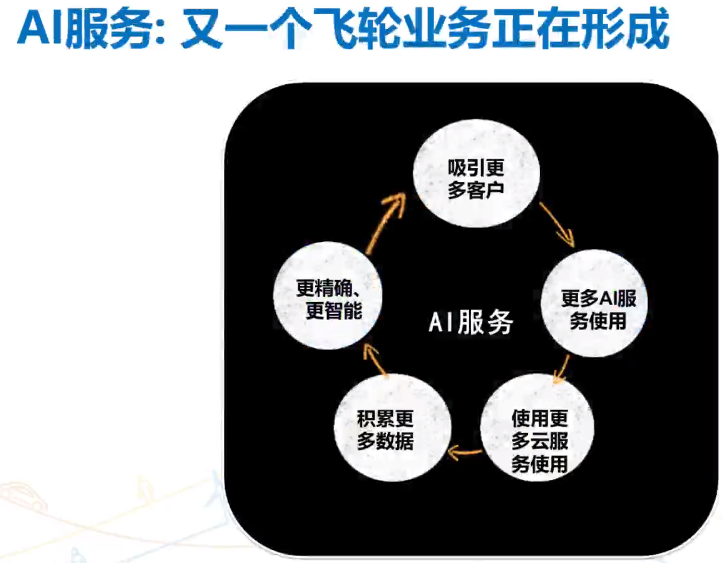 AI服务: 又一个飞轮业务正在形成
吸引更
多客户
更精确、
更智能
更多AI服
务使用
AI服务
积累更
多数据
使用更
多云服
务使用